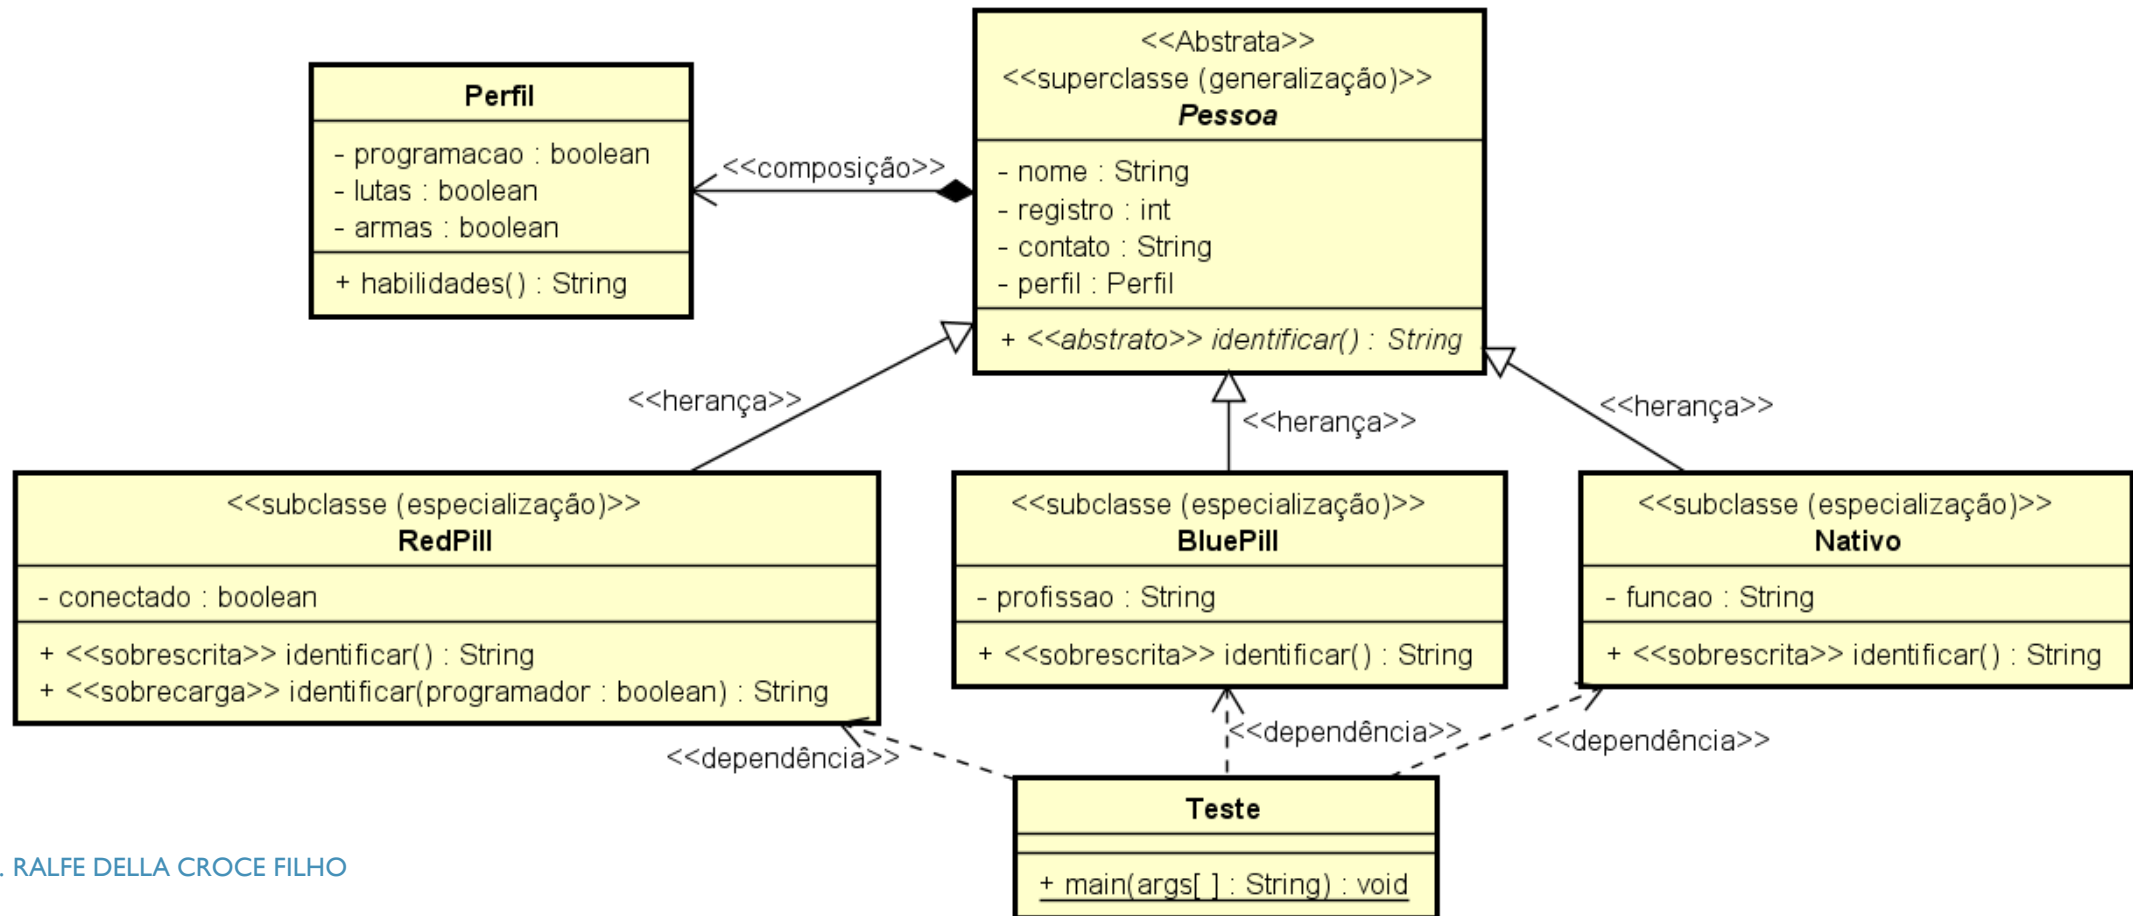 <<Abstrata>>
<<superclasse (generalização)>>
Pessoa
- nome : String
- registro : int
- contato : String
- perfil : Perfil
+ <<abstrato>> identificar() : String
Perfil
- programacao : boolean
- lutas : boolean
- armas : boolean
+ habilidades() : String
<<composição>>
<<herança>>
<<herança>>
<<herança>>
<<subclasse (especialização)>>
RedPill
- conectado : boolean
+ <<sobrescrita>> identificar() : String
+ <<sobrecarga>> identificar(programador : boolean) : String
<<subclasse (especialização)>>
BluePill
- profissao : String
+ <<sobrescrita>> identificar() : String
<<subclasse (especialização)>>
Nativo
- funcao : String
+ <<sobrescrita>> identificar() : String
<<dependência>>
<<dependência>>
<<dependência>>
Teste
+ main(args[ ] : String) : void
. RALFE DELLA CROCE FILHO